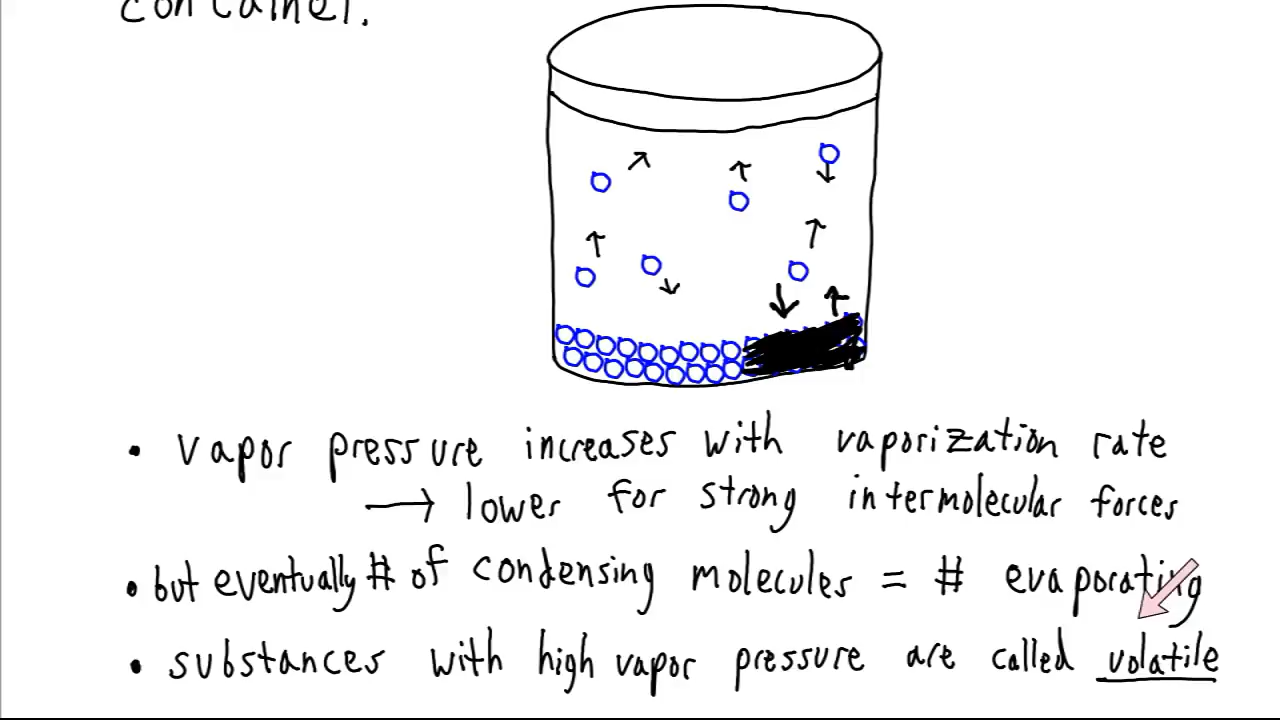 container.
• vapor pressure increases with vaporization rate
→ lower for strong intermolecular forces
• but eventually # of condensing molecules = # evaporating
• substances with high vapor pressure are called volatile